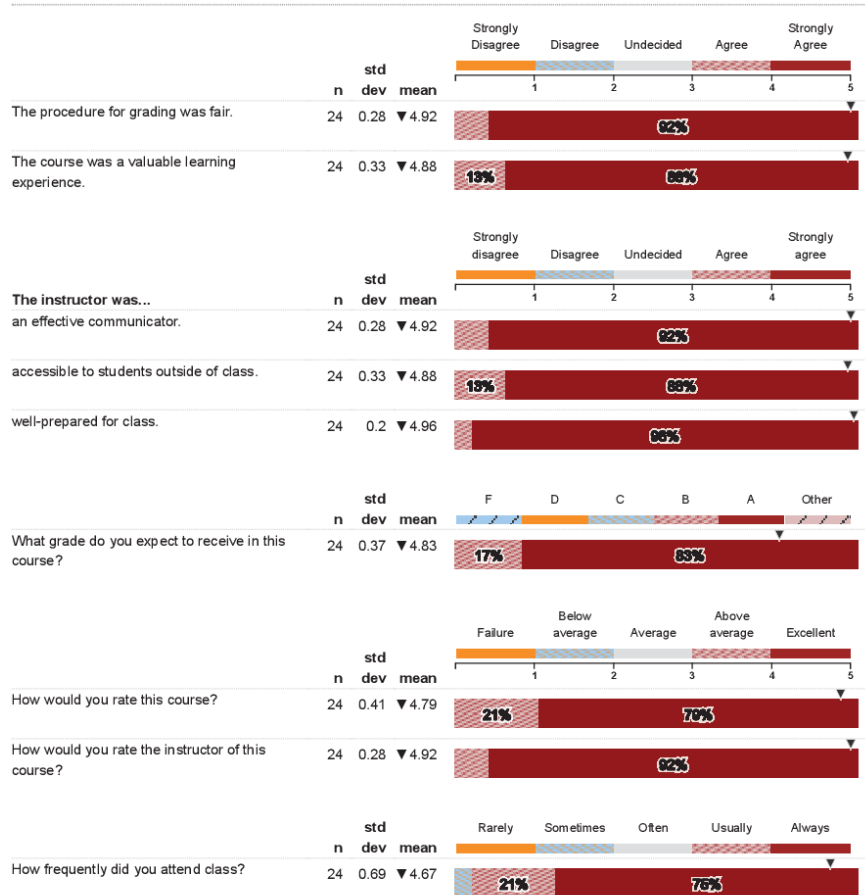 Strongly Disagree Disagree Undecided Agree Strongly Agree
n std dev mean
1 2 3 4 5
The procedure for grading was fair. 24 0.28 ▼4.92 92%
The course was a valuable learning experience. 24 0.33 ▼4.88 13% 88%
Strongly disagree Disagree Undecided Agree Strongly agree
The instructor was... n std dev mean
1 2 3 4 5
an effective communicator. 24 0.28 ▼4.92 92%
accessible to students outside of class. 24 0.33 ▼4.88 13% 88%
well-prepared for class. 24 0.2 ▼4.96 96%
F D C B A Other
n std dev mean
What grade do you expect to receive in this course? 24 0.37 ▼4.83 17% 83%
Failure Below average Average Above average Excellent
n std dev mean
1 2 3 4 5
How would you rate this course? 24 0.41 ▼4.79 21% 79%
How would you rate the instructor of this course? 24 0.28 ▼4.92 92%
Rarely Sometimes Often Usually Always
n std dev mean
How frequently did you attend class? 24 0.69 ▼4.67 21% 75%